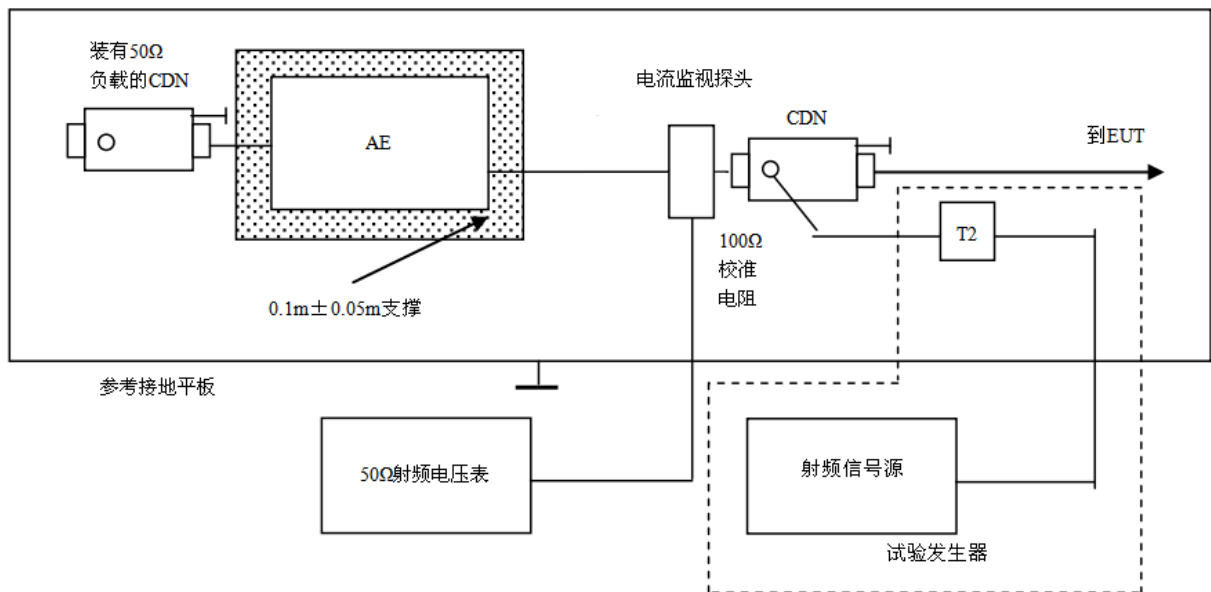 装有50Ω
负载的CDN
AE
电流监视探头
CDN
到EUT
T2
100Ω
校准
电阻
0.1m±0.05m支撑
参考接地平板
50Ω射频电压表
射频信号源
试验发生器